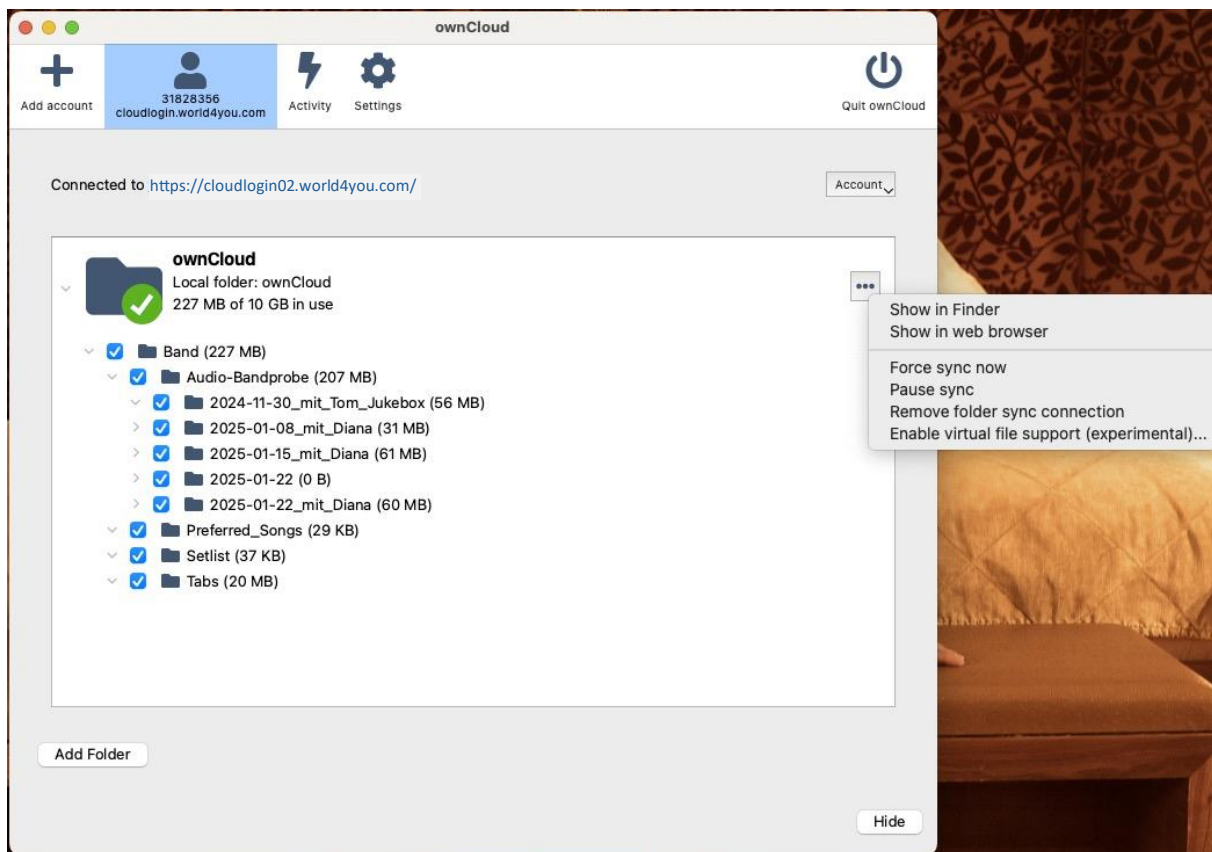 ownCloud
Add account
31828356
cloudlogin.world4you.com
Activity
Settings
Quit ownCloud
Connected to https://cloudlogin02.world4you.com/
Account
ownCloud
Local folder: ownCloud
227 MB of 10 GB in use
Show in Finder
Show in web browser
Force sync now
Pause sync
Remove folder sync connection
Enable virtual file support (experimental)...
Band (227 MB)
Audio-Bandprobe (207 MB)
2024-11-30_mit_Tom_Jukebox (56 MB)
2025-01-08_mit_Diana (31 MB)
2025-01-15_mit_Diana (61 MB)
2025-01-22 (0 B)
2025-01-22_mit_Diana (60 MB)
Preferred_Songs (29 KB)
Setlist (37 KB)
Tabs (20 MB)
Add Folder
Hide